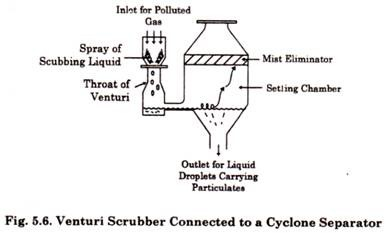 Inlet for Polluted
Gas
Spray of
Scubbing Liquid
Throat of
Venturi
Mist Eliminator
Setling Chamber
Outlet for Liquid
Droplets Carrying
Particulates
Fig. 5.6. Venturi Scrubber Connected to a Cyclone Separator